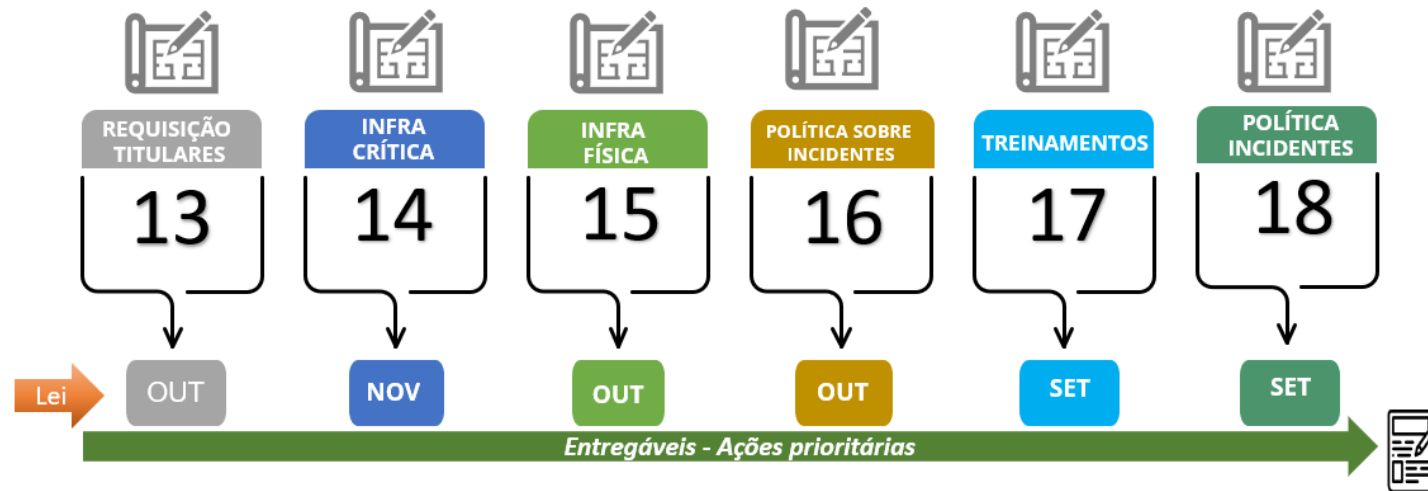 REQUISIÇÃO
TITULARES
13
OUT
INFRA
CRÍTICA
14
NOV
INFRA
FÍSICA
15
OUT
POLÍTICA SOBRE
INCIDENTES
16
OUT
TREINAMENTOS
17
SET
POLÍTICA
INCIDENTES
18
SET
Lei
Entregáveis - Ações prioritárias